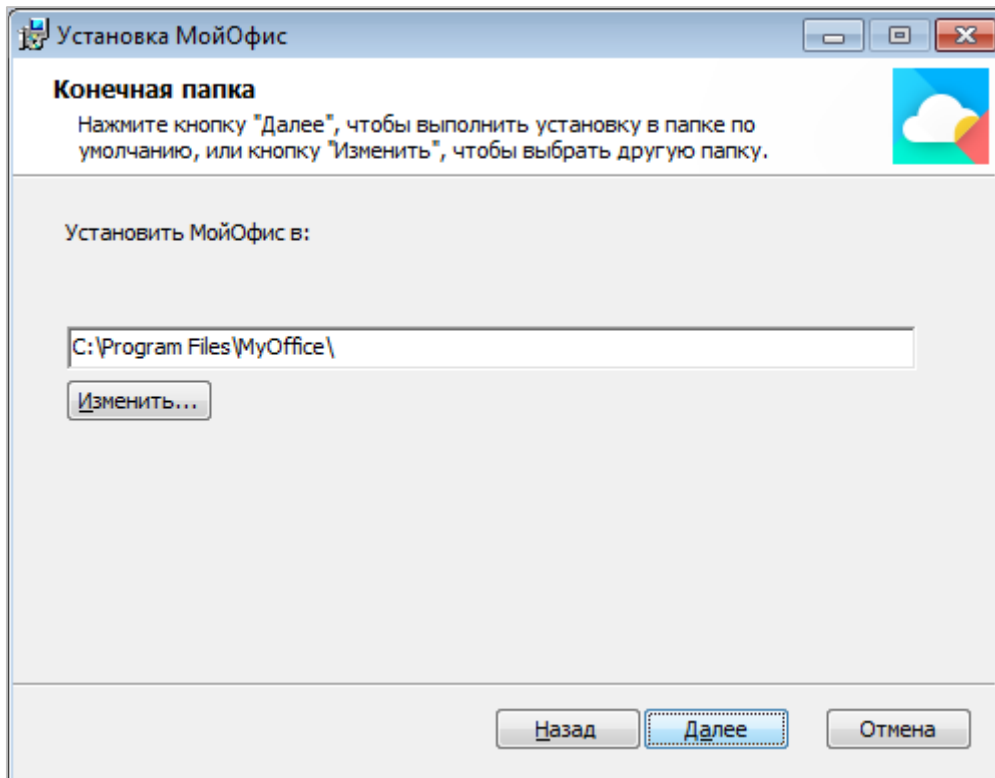 Установка МойОфис
Конечная папка
Нажмите кнопку "Далее", чтобы выполнить установку в папке по
умолчанию, или кнопку "Изменить", чтобы выбрать другую папку.
Установить МойОфис в:
C:\Program Files\MyOffice\
Изменить...
Назад
Далее
Отмена